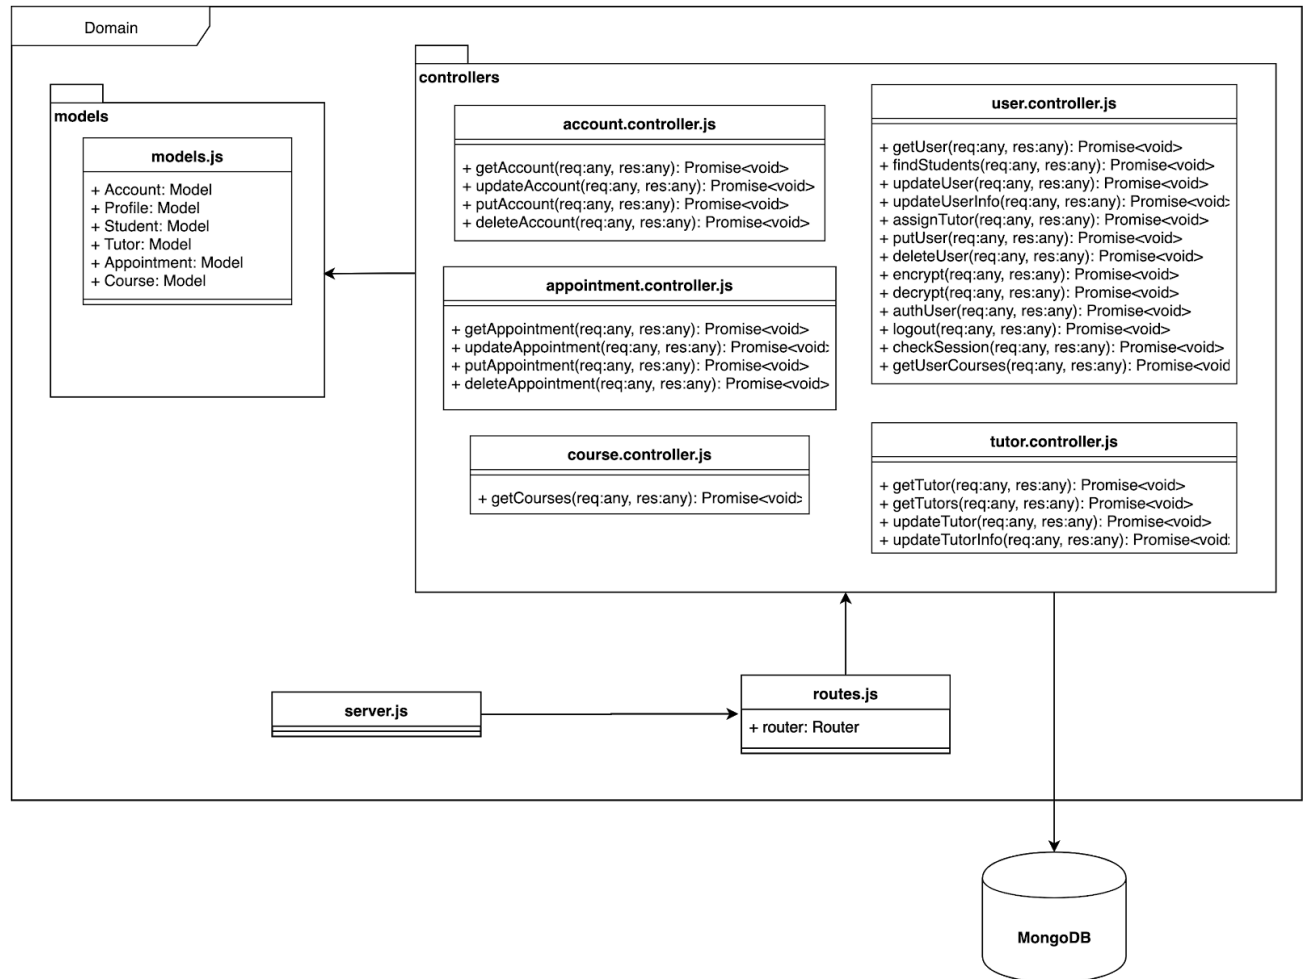 Domain
models
models.js
+ Account: Model
+ Profile: Model
+ Student: Model
+ Tutor: Model
+ Appointment: Model
+ Course: Model
controllers
account.controller.js
+ getAccount(req:any, res:any): Promise<void>
+ updateAccount(req:any, res:any): Promise<void>
+ putAccount(req:any, res:any): Promise<void>
+ deleteAccount(req:any, res:any): Promise<void>
appointment.controller.js
+ getAppointment(req:any, res:any): Promise<void>
+ updateAppointment(req:any, res:any): Promise<void>
+ putAppointment(req:any, res:any): Promise<void>
+ deleteAppointment(req:any, res:any): Promise<void>
course.controller.js
+ getCourses(req:any, res:any): Promise<void>
user.controller.js
+ getUser(req:any, res:any): Promise<void>
+ findStudents(req:any, res:any): Promise<void>
+ updateUser(req:any, res:any): Promise<void>
+ updateUserInfo(req:any, res:any): Promise<void>
+ assignTutor(req:any, res:any): Promise<void>
+ putUser(req:any, res:any): Promise<void>
+ deleteUser(req:any, res:any): Promise<void>
+ encrypt(req:any, res:any): Promise<void>
+ decrypt(req:any, res:any): Promise<void>
+ authUser(req:any, res:any): Promise<void>
+ logout(req:any, res:any): Promise<void>
+ checkSession(req:any, res:any): Promise<void>
+ getUserCourses(req:any, res:any): Promise<void
tutor.controller.js
+ getTutor(req:any, res:any): Promise<void>
+ getTutors(req:any, res:any): Promise<void>
+ updateTutor(req:any, res:any): Promise<void>
+ updateTutorInfo(req:any, res:any): Promise<void
server.js
routes.js
+ router: Router
MongoDB